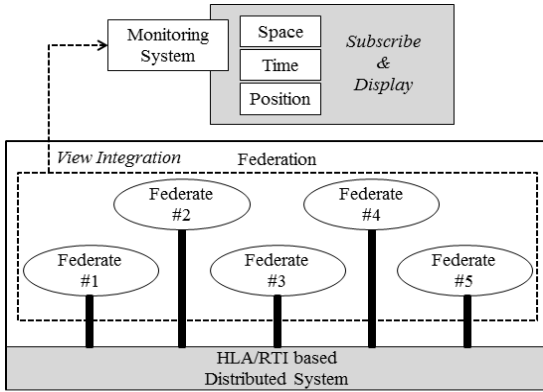 Monitoring
System
Space
Time
Position
Subscribe
&
Display
View Integration
Federation
Federate
#1
Federate
#2
Federate
#3
Federate
#4
Federate
#5
HLA/RTI based
Distributed System